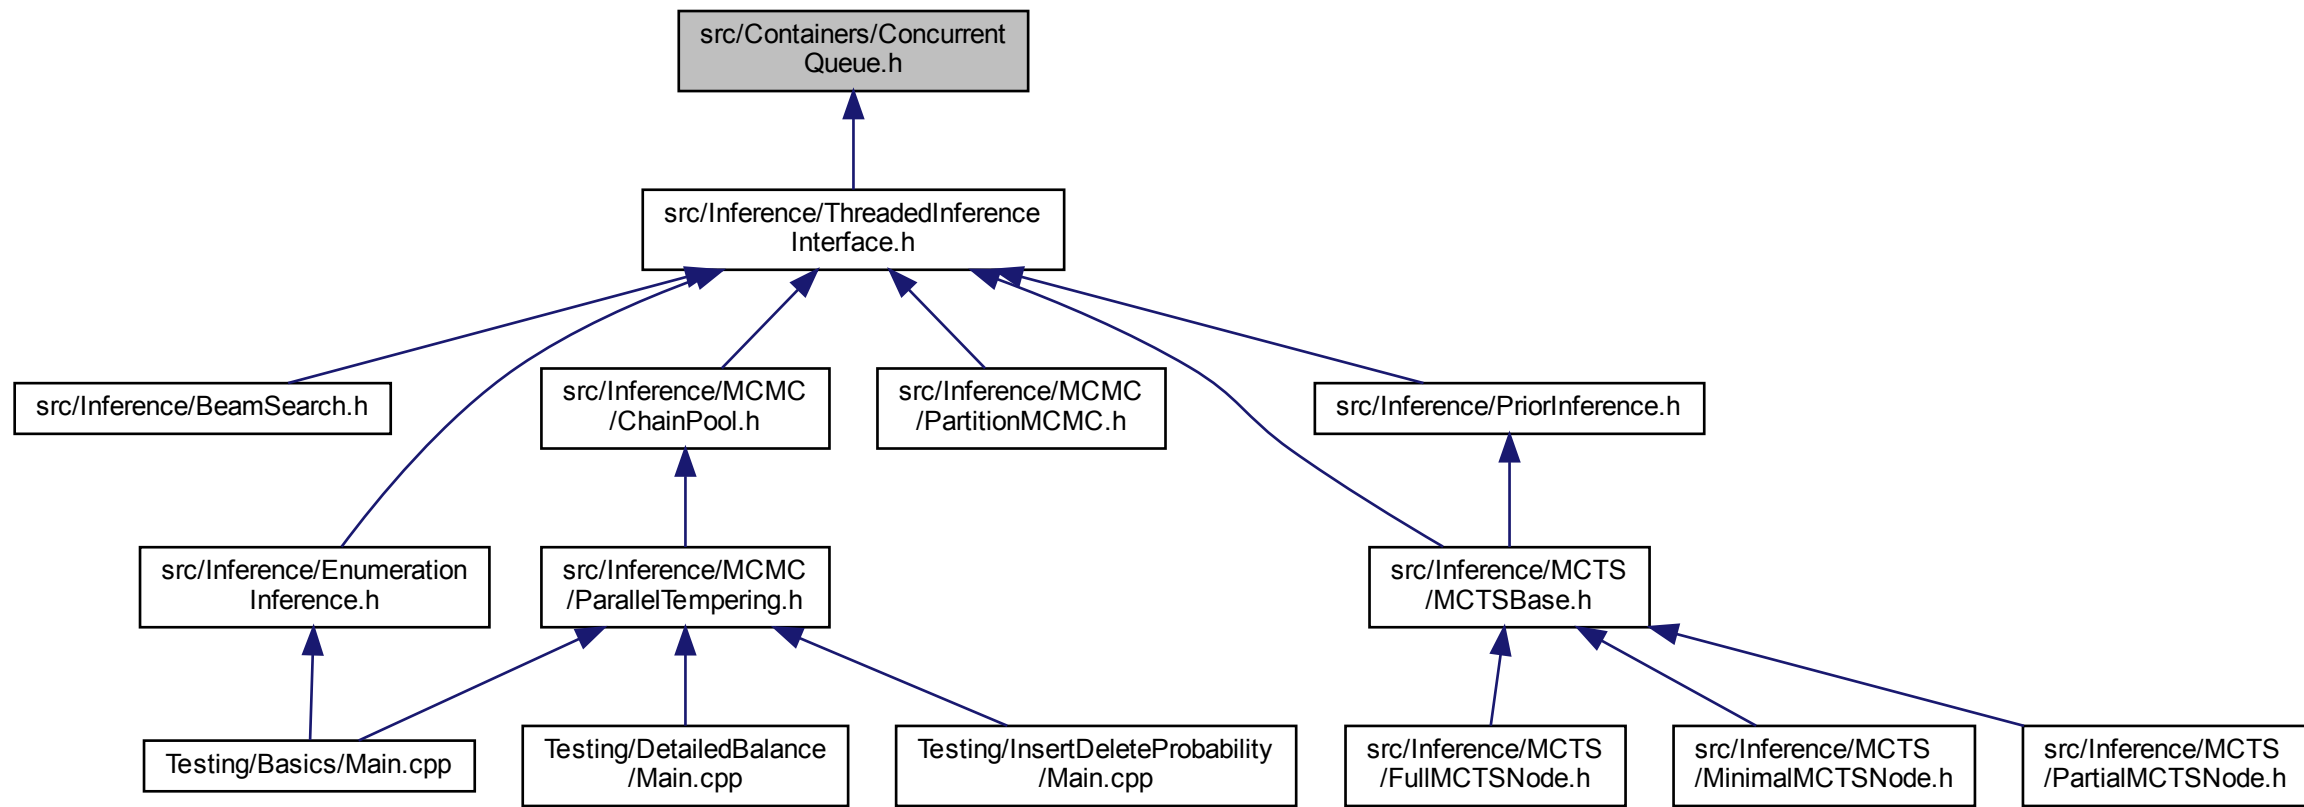 src/Containers/Concurrent
Queue.h
src/Inference/ThreadedInference
Interface.h
src/Inference/BeamSearch.h
src/Inference/MCMC
/ChainPool.h
src/Inference/MCMC
/PartitionMCMC.h
src/Inference/PriorInference.h
src/Inference/Enumeration
Inference.h
src/Inference/MCMC
/ParallelTempering.h
src/Inference/MCTS
/MCTSBase.h
Testing/Basics/Main.cpp
Testing/DetailedBalance
/Main.cpp
Testing/InsertDeleteProbability
/Main.cpp
src/Inference/MCTS
/FullMCTSNode.h
src/Inference/MCTS
/MinimalMCTSNode.h
src/Inference/MCTS
/PartialMCTSNode.h